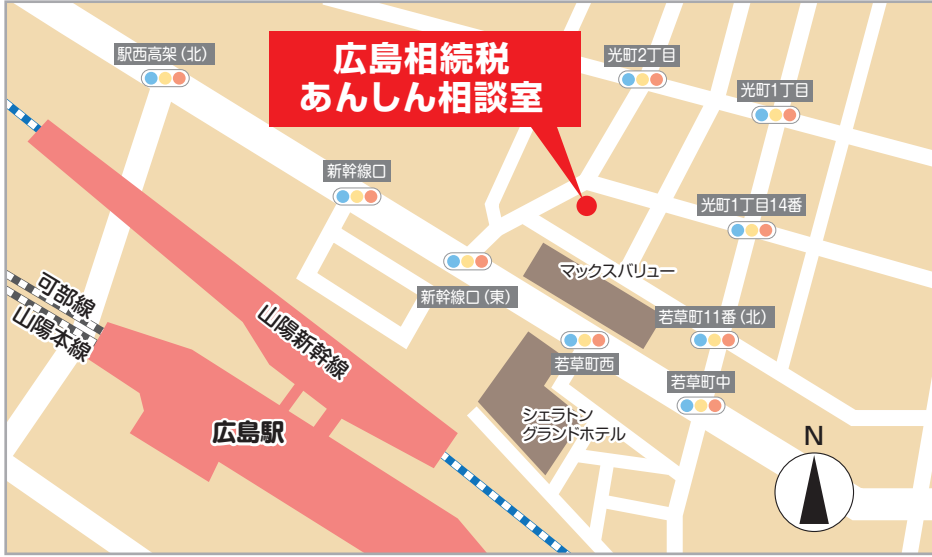 駅西高架(北)
広島相続税
あんしん相談室
光町2丁目
光町1丁目
新幹線口
光町1丁目14番
マックスバリュー
新幹線口(東)
可部線
山陽本線
山陽新幹線
若草町11番(北)
若草町西
若草町中
シェラトン
グランドホテル
広島駅
N